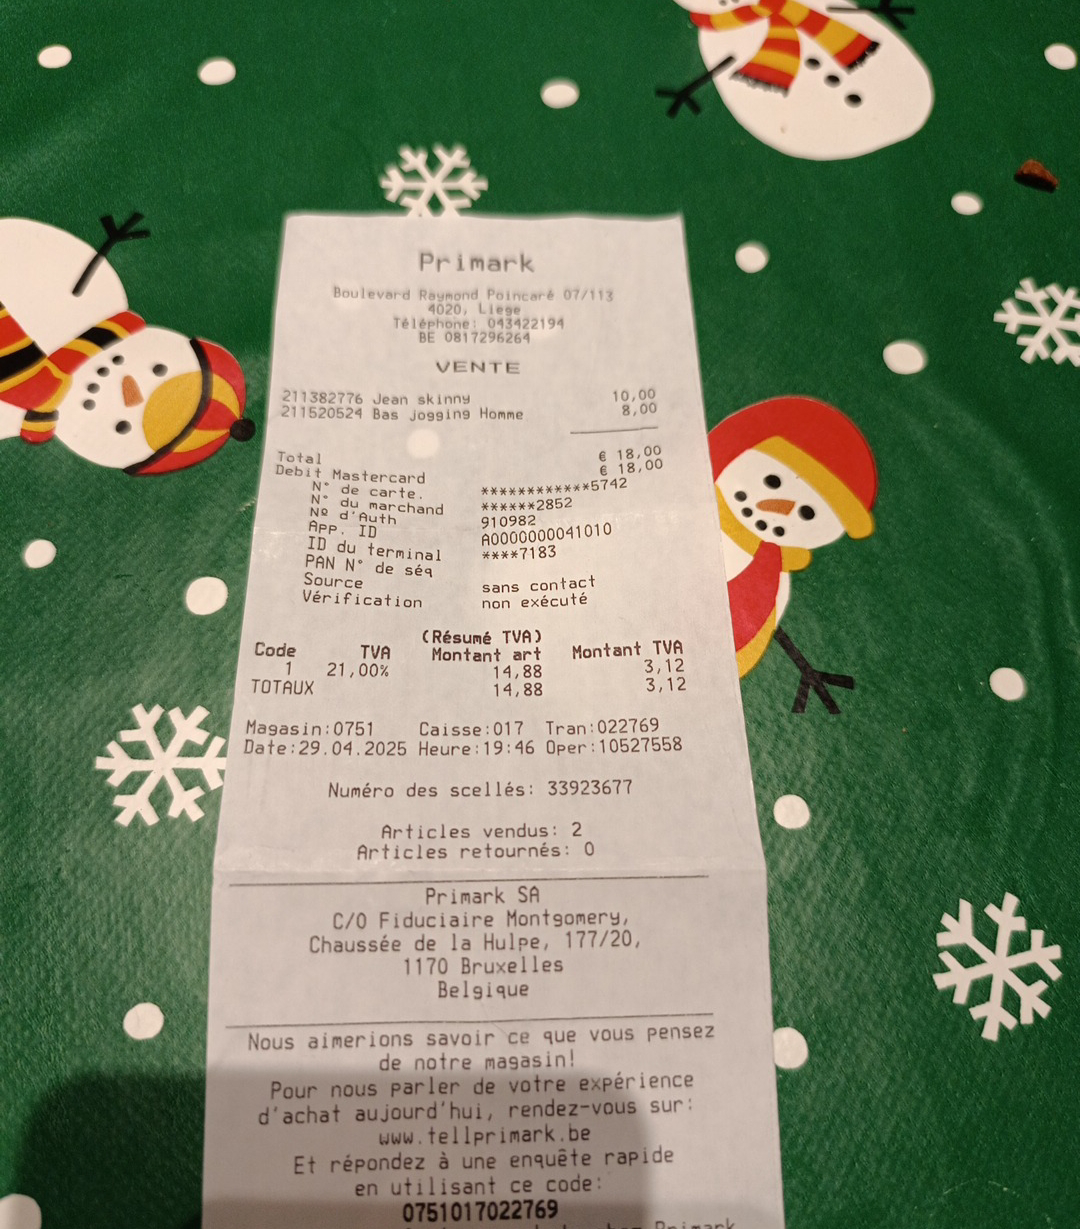 Primark
Boulevard Raymond Poincaré 07/113
4020, Liege
Téléphone: 043422194
BE 0817296264
VENTE
211382776 Jean skinny 10,00
211520524 Bas jogging Homme 8,00
Total € 18,00
Debit Mastercard € 18,00
N° de carte. ************5742
N° du marchand ******2852
Nº d'Auth 910982
App. ID A0000000041010
ID du terminal ****7183
PAN N° de séq
Source sans contact
Vérification non exécuté
(Résumé TVA)
Code TVA Montant art Montant TVA
1 21,00% 14,88 3,12
TOTAUX 14,88 3,12
Magasin:0751 Caisse:017 Tran:022769
Date:29.04.2025 Heure:19:46 Oper:10527558
Numéro des scellés: 33923677
Articles vendus: 2
Articles retournés: 0
Primark SA
C/O Fiduciaire Montgomery,
Chaussée de la Hulpe, 177/20,
1170 Bruxelles
Belgique
Nous aimerions savoir ce que vous pensez
de notre magasin!
Pour nous parler de votre expérience
d'achat aujourd'hui, rendez-vous sur:
www.tellprimark.be
Et répondez à une enquête rapide
en utilisant ce code:
0751017022769